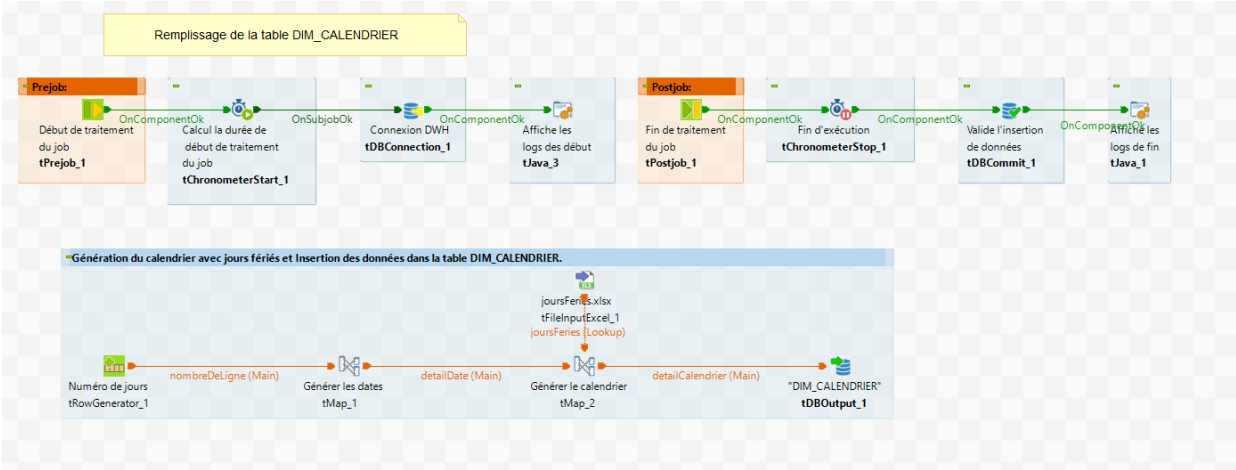 Remplissage de la table DIM_CALENDRIER
Prejob:
OnComponentOk
Début de traitement
du job
tPrejob_1
OnSubjobOk
Calcul la durée de
début de traitement
du job
tChronometerStart_1
OnComponentOk
Connexion DWH
tDBConnection_1
Affiche les
logs des début
tJava_3
Postjob:
OnComponentOk
Fin de traitement
du job
tPostjob_1
OnComponentOk
Fin d'exécution
tChronometerStop_1
OnComponentOk
Valide l'insertion
de données
tDBCommit_1
Affiche les
logs de fin
tJava_1
Génération du calendrier avec jours fériés et Insertion des données dans la table DIM_CALENDRIER.
joursFeries.xlsx
tFileInputExcel_1
joursFeries (Lookup)
nombreDeLigne (Main)
detailDate (Main)
detailCalendrier (Main)
Numéro de jours
tRowGenerator_1
Générer les dates
tMap_1
Générer le calendrier
tMap_2
"DIM_CALENDRIER"
tDBOutput_1